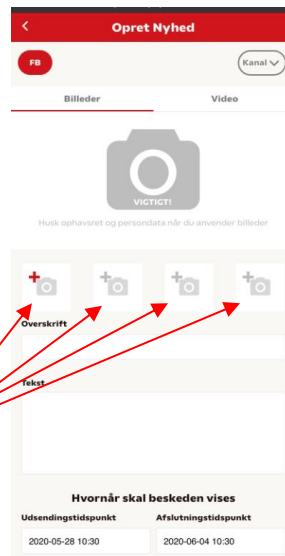 Opret Nyhed
FB
Kanal
Billeder Video
VIGTIGT!
Husk ophavsret og persondata når du anvender billeder
Overskrift
Tekst
Hvornår skal beskeden vises
Udsendingstidspunkt Afslutningstidspunkt
2020-05-28 10:30 2020-06-04 10:30